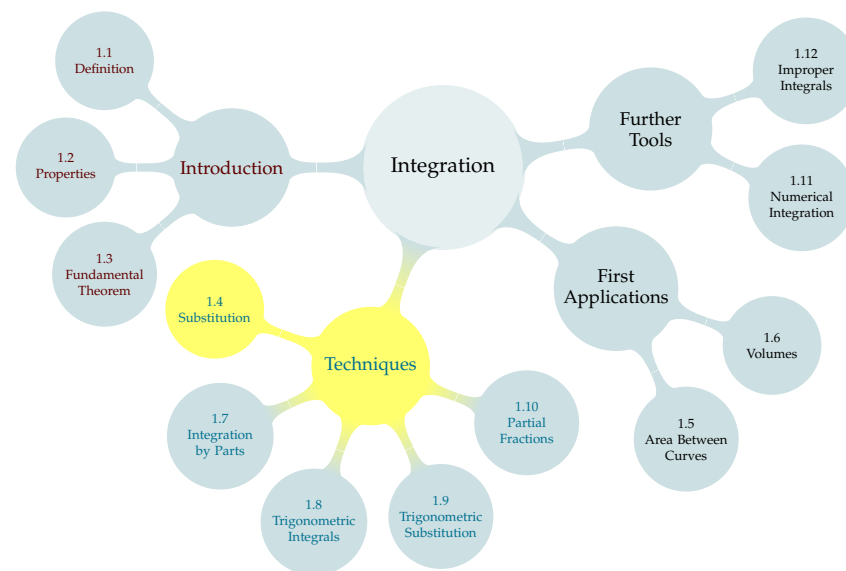 Integration
Introduction
1.1
Definition
1.2
Properties
1.3
Fundamental
Theorem
Techniques
1.4
Substitution
1.7
Integration
by Parts
1.8
Trigonometric
Integrals
1.9
Trigonometric
Substitution
1.10
Partial
Fractions
First
Applications
1.5
Area Between
Curves
1.6
Volumes
Further
Tools
1.11
Numerical
Integration
1.12
Improper
Integrals